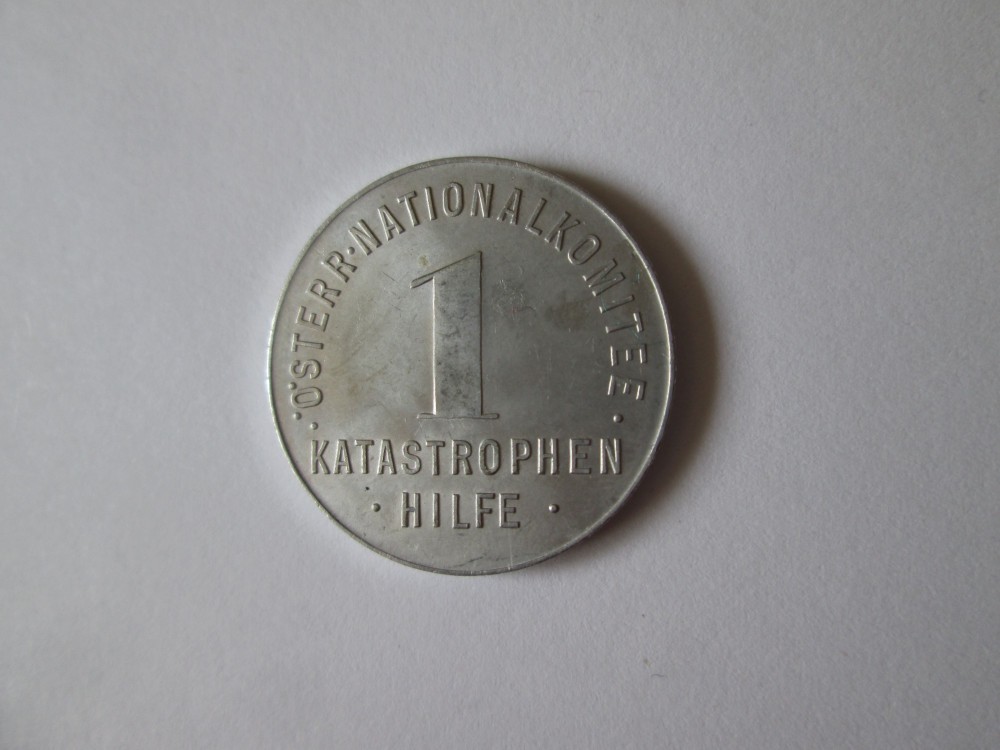 ÖSTERR·NATIONALKOMITEE
1
KATASTROPHEN
· HILFE ·